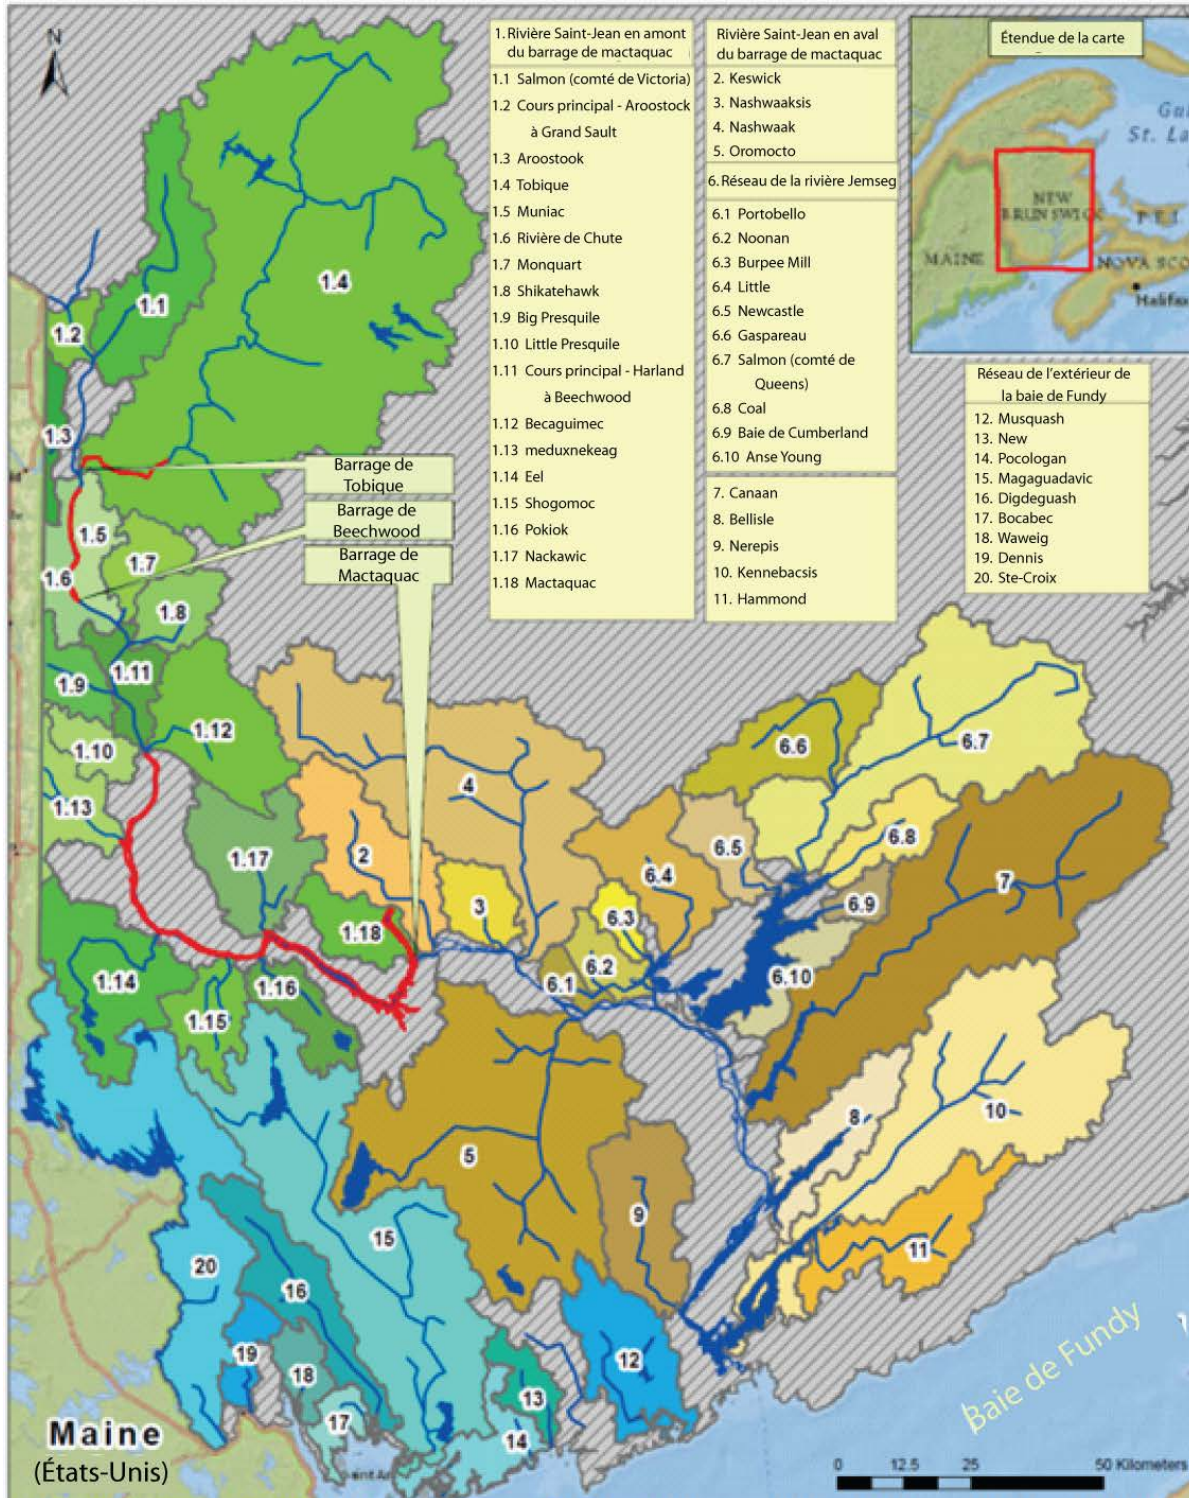 N
1. Rivière Saint-Jean en amont
du barrage de mactaquac
1.1 Salmon (comté de Victoria)
1.2 Cours principal - Aroostock
à Grand Sault
1.3 Aroostook
1.4 Tobique
1.5 Muniac
1.6 Rivière de Chute
1.7 Monquart
1.8 Shikatehawk
1.9 Big Presquile
1.10 Little Presquile
1.11 Cours principal - Harland
à Beechwood
1.12 Becaguimec
1.13 meduxnekeag
1.14 Eel
1.15 Shogomoc
1.16 Pokiok
1.17 Nackawic
1.18 Mactaquac
Rivière Saint-Jean en aval
du barrage de mactaquac
2. Keswick
3. Nashwaaksis
4. Nashwaak
5. Oromocto
6. Réseau de la rivière Jemseg
6.1 Portobello
6.2 Noonan
6.3 Burpee Mill
6.4 Little
6.5 Newcastle
6.6 Gaspareau
6.7 Salmon (comté de
Queens)
6.8 Coal
6.9 Baie de Cumberland
6.10 Anse Young
7. Canaan
8. Bellisle
9. Nerepis
10. Kennebacsis
11. Hammond
Étendue de la carte
Gu
St. La
NEW
BRUNSWICK
P E I
MAINE
NOVA SCO
Halifax
Réseau de l'extérieur de
la baie de Fundy
12. Musquash
13. New
14. Pocologan
15. Magaguadavic
16. Digdeguash
17. Bocabec
18. Waweig
19. Dennis
20. Ste-Croix
Barrage de
Tobique
Barrage de
Beechwood
Barrage de
Mactaquac
1.1
1.2
1.3
1.4
1.5
1.6
1.7
1.8
1.9
1.10
1.11
1.12
1.13
1.14
1.15
1.16
1.17
1.18
2
3
4
5
6.1
6.2
6.3
6.4
6.5
6.6
6.7
6.8
6.9
6.10
7
8
9
10
11
12
13
14
15
16
17
18
19
20
Maine
(États-Unis)
Baie de Fundy
0 12.5 25 50 Kilometers